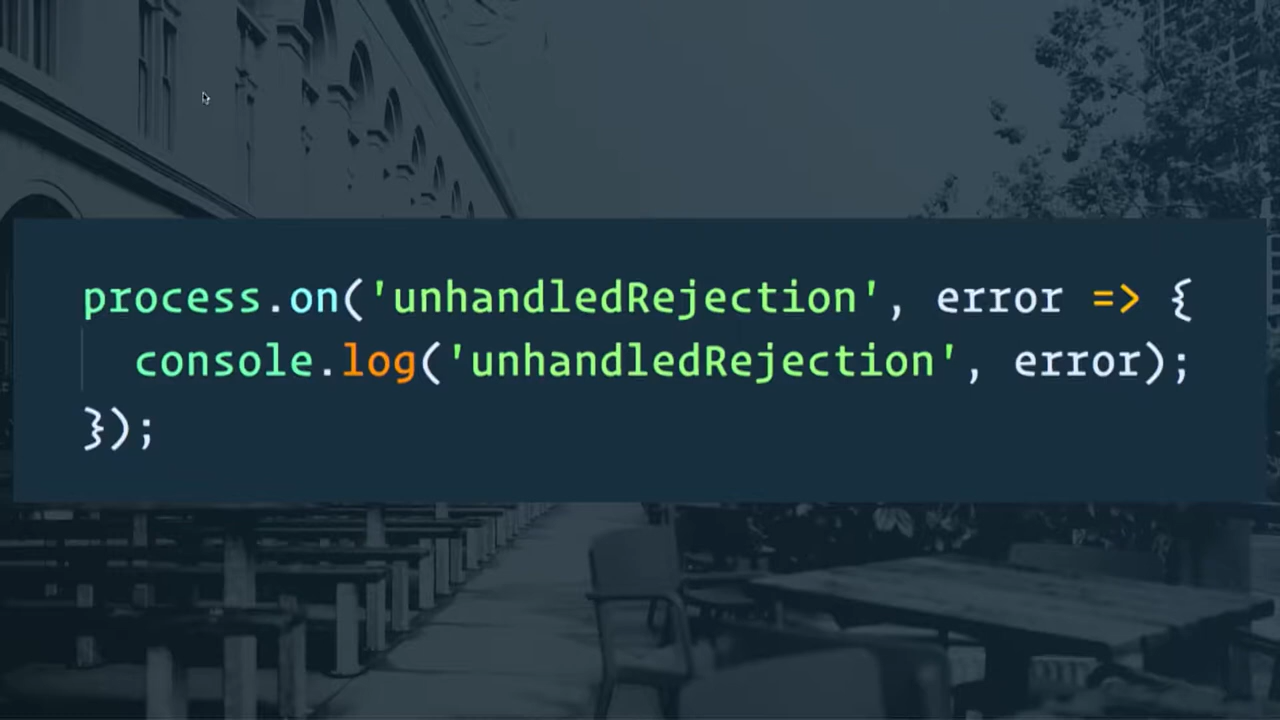 process.on('unhandledRejection', error => {
  console.log('unhandledRejection', error);
});